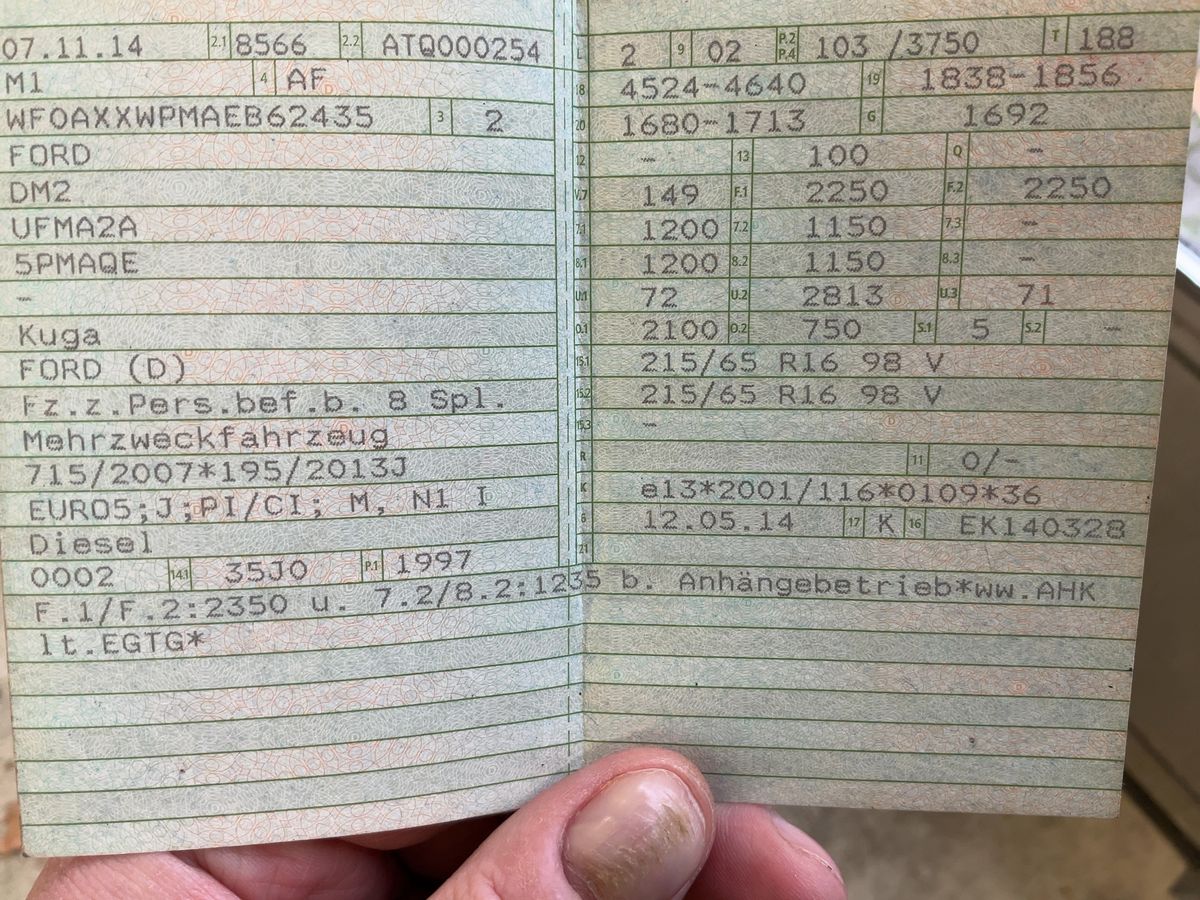 07.11.14 2.1 8566 2.2 ATQ000254
M1 4 AF
WF0AXXWPMAEB62435 3 2
FORD
DM2
UFMA2A
5PMAQE
–
Kuga
FORD (D)
Fz.z.Pers.bef.b. 8 Spl.
Mehrzweckfahrzeug
715/2007*195/2013J
EURO5;J;PI/CI; M, N1 I
Diesel
0002 14.1 35J0 P.1 1997
L 2 9 02 P.2 P.4 103 /3750 T 188
18 4524-4640 19 1838-1856
20 1680-1713 G 1692
12 – 13 100 Q –
V.7 149 F.1 2250 F.2 2250
7.1 1200 7.2 1150 7.3 –
8.1 1200 8.2 1150 8.3 –
U.1 72 U.2 2813 U.3 71
O.1 2100 O.2 750 S.1 5 S.2 –
15.1 215/65 R16 98 V
15.2 215/65 R16 98 V
15.3 –
R 11 0/-
K e13*2001/116*0109*36
6 12.05.14 17 K 16 EK140328
21
F.1/F.2:2350 u. 7.2/8.2:1235 b. Anhängebetrieb*ww.AHK
lt.EGTG*